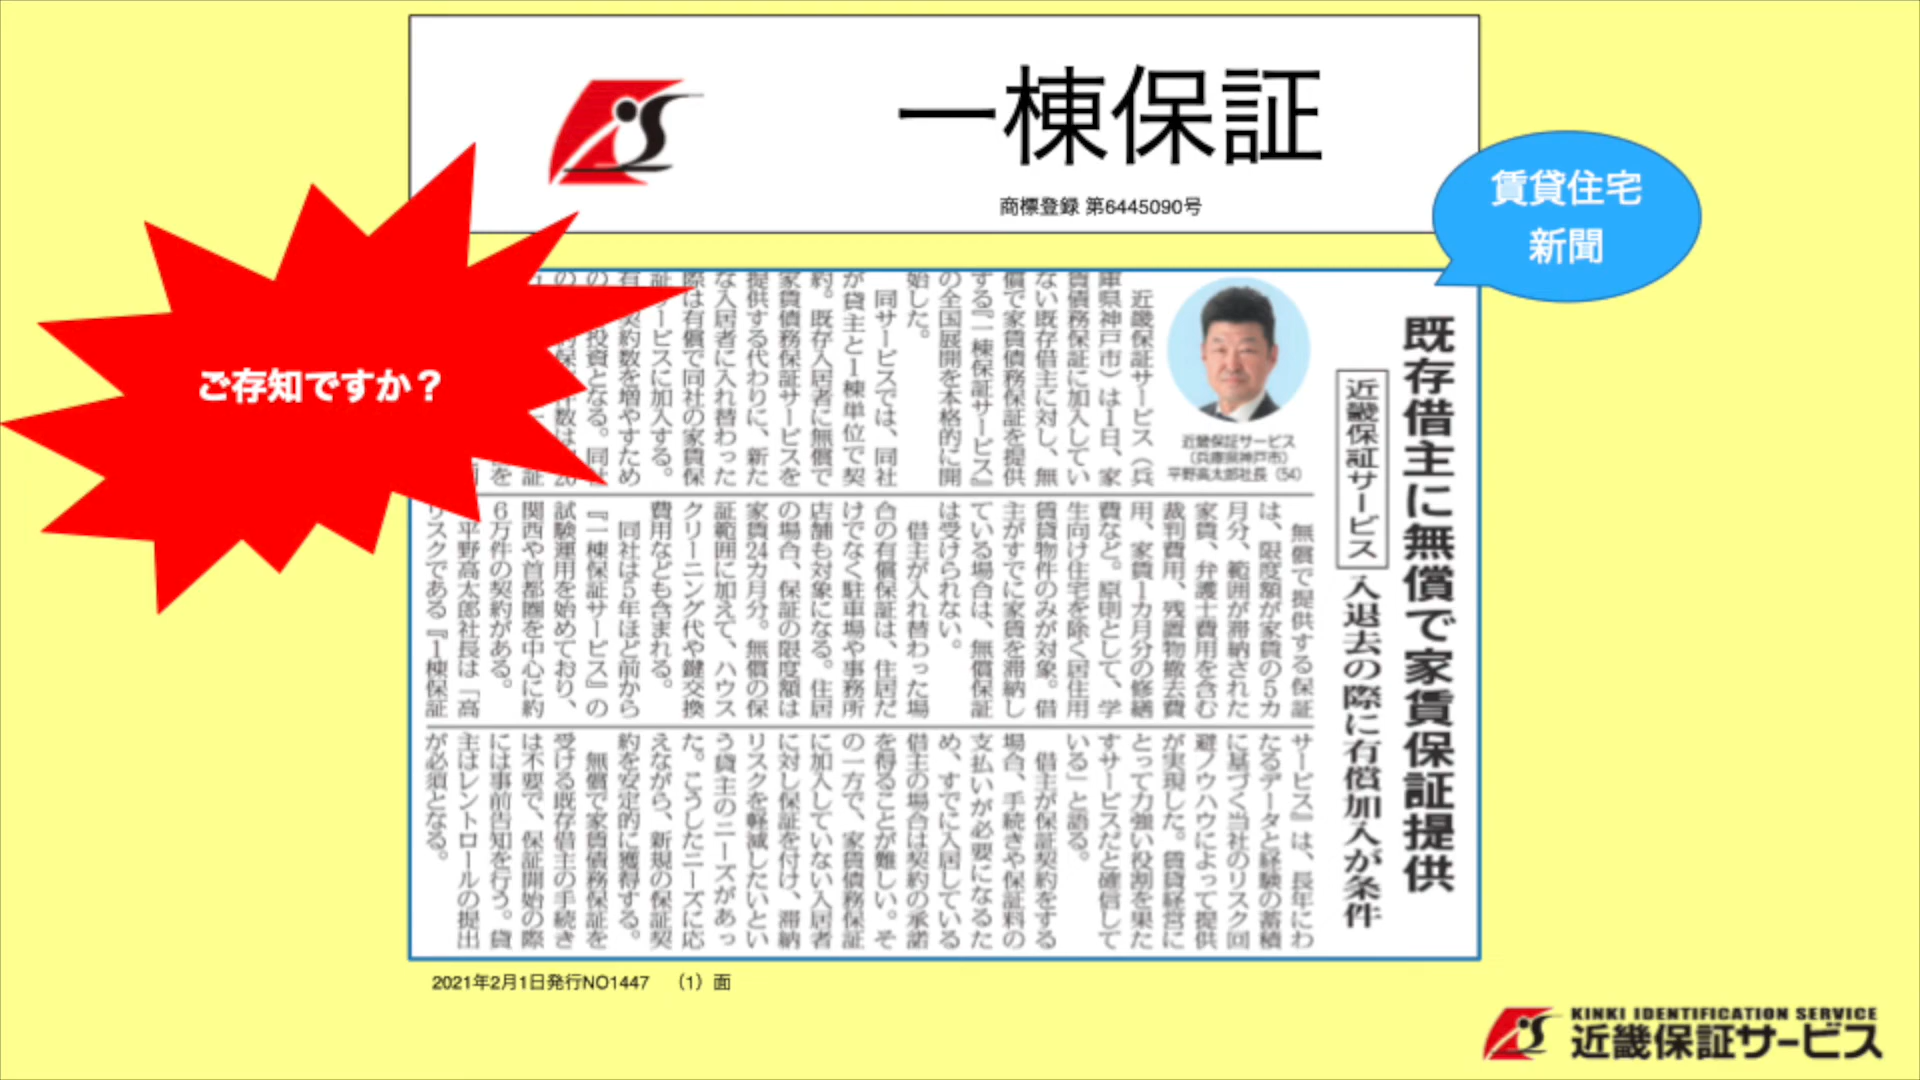 一棟保証
商標登録 第6445090号
賃貸住宅
新聞
ご存知ですか？
既存借主に無償で家賃保証提供
近畿保証サービス
入退去の際に有償加入が条件
近畿保証サービス
（兵庫県神戸市）
平野高太郎社長（54）
近畿保証サービス（兵
庫県神戸市）は1日、家
賃債務保証に加入してい
ない既存借主に対し、無
償で家賃債務保証を提供
する『一棟保証サービス』
の全国展開を本格的に開
始した。
同サービスでは、同社
が貸主と1棟単位で契
約。既存入居者に無償で
家賃債務保証サービスを
提供する代わりに、新た
な入居者に入れ替わった
際は有償で同社の家賃保
証サービスに加入する。
契約数を増やすため
投資となる。同
無償で提供する保証
は、限度額が家賃の5カ
月分、範囲が滞納された
家賃、弁護士費用を含む
裁判費用、残置物撤去費
用、家賃1カ月分の修繕
費など。原則として、学
生向け住宅を除く居住用
賃貸物件のみが対象。借
主がすでに家賃を滞納し
ている場合は、無償保証
は受けられない。
借主が入れ替わった場
合の有償保証は、住居だ
けでなく駐車場や事務所
店舗も対象になる。住居
の場合、保証の限度額は
家賃24カ月分。無償の保
証範囲に加えて、ハウス
クリーニング代や鍵交換
費用なども含まれる。
同社は5年ほど前から
『一棟保証サービス』の
試験運用を始めており、
関西や首都圏を中心に約
6万件の契約がある。
平野高太郎社長は「高
リスクである『1棟保証
サービス』は、長年にわ
たるデータと経験の蓄積
に基づく当社のリスク回
避ノウハウによって提供
が実現した。賃貸経営に
とって力強い役割を果た
すサービスだと確信して
いる」と語る。
借主が保証契約をする
場合、手続きや保証料の
支払いが必要になるた
め、すでに入居している
借主の場合は契約の承諾
を得ることが難しい。そ
の一方で、家賃債務保証
に加入していない入居者
に対し保証を付け、滞納
リスクを軽減したいとい
う貸主のニーズがあっ
た。こうしたニーズに応
えながら、新規の保証契
約を安定的に獲得する。
無償で家賃債務保証を
受ける既存借主の手続き
は不要で、保証開始の際
には事前告知を行う。貸
主はレントロールの提出
が必須となる。
2021年2月1日発行NO1447 （1）面
KINKI IDENTIFICATION SERVICE
近畿保証サービス